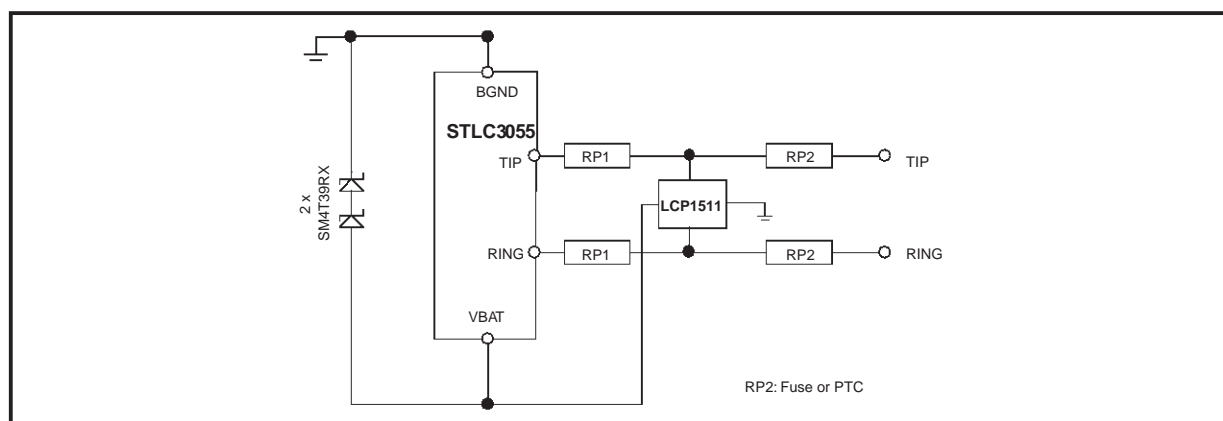 BGND
STLC3055
TIP
RP1
RP2
TIP
2 x
SM4T39RX
LCP1511
RING
RP1
RP2
RING
VBAT
RP2: Fuse or PTC